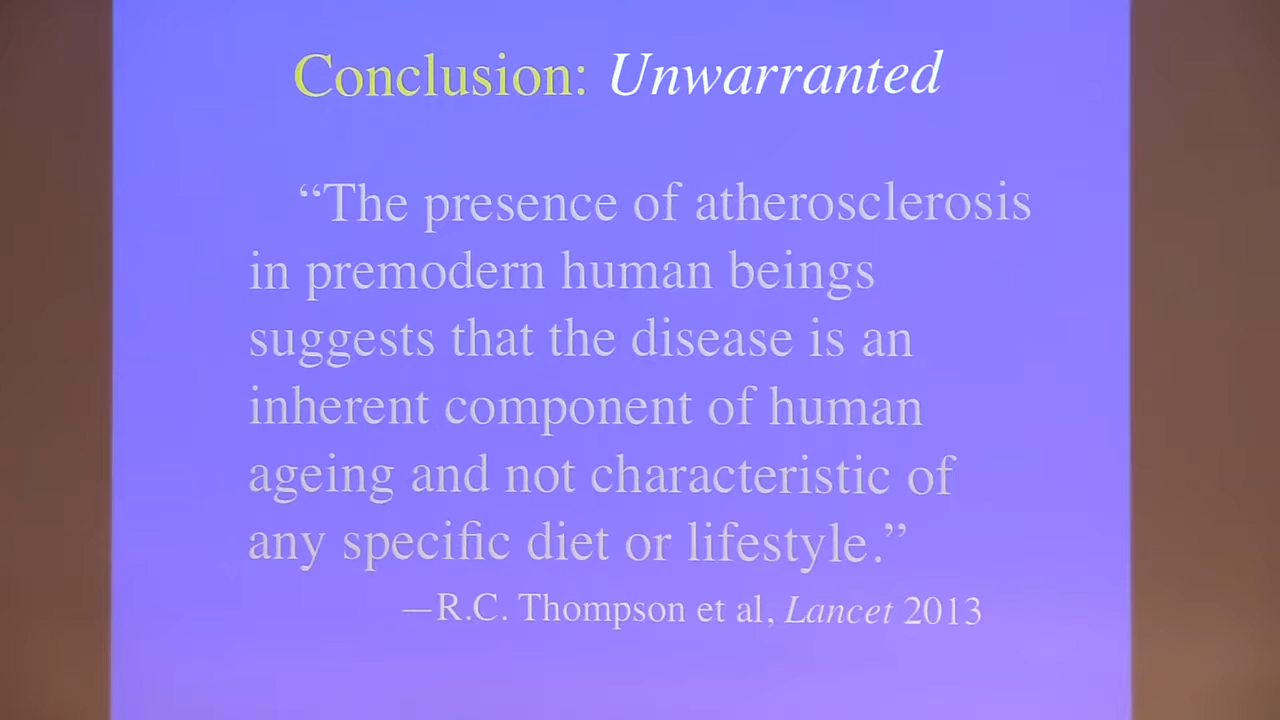 Conclusion: Unwarranted
“The presence of atherosclerosis
in premodern human beings
suggests that the disease is an
inherent component of human
ageing and not characteristic of
any specific diet or lifestyle.”
—R.C. Thompson et al, Lancet 2013